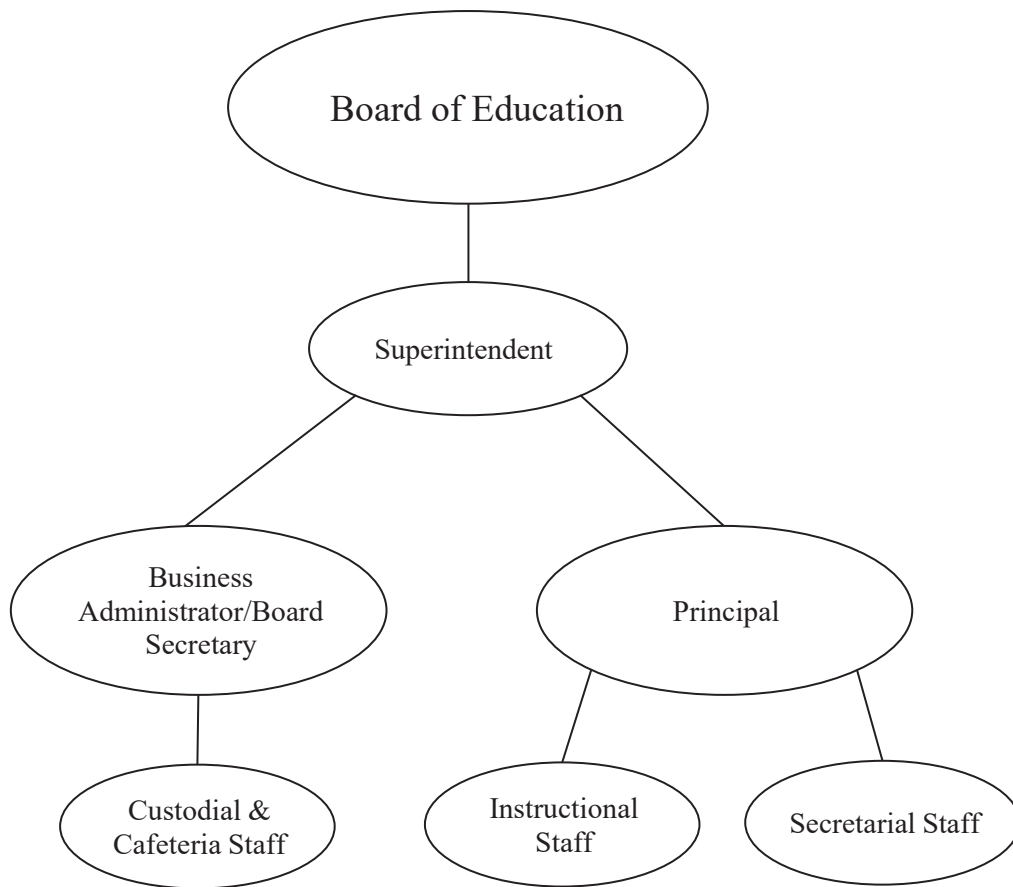 Board of Education
Superintendent
Business
Administrator/Board
Secretary
Principal
Custodial &
Cafeteria Staff
Instructional
Staff
Secretarial Staff